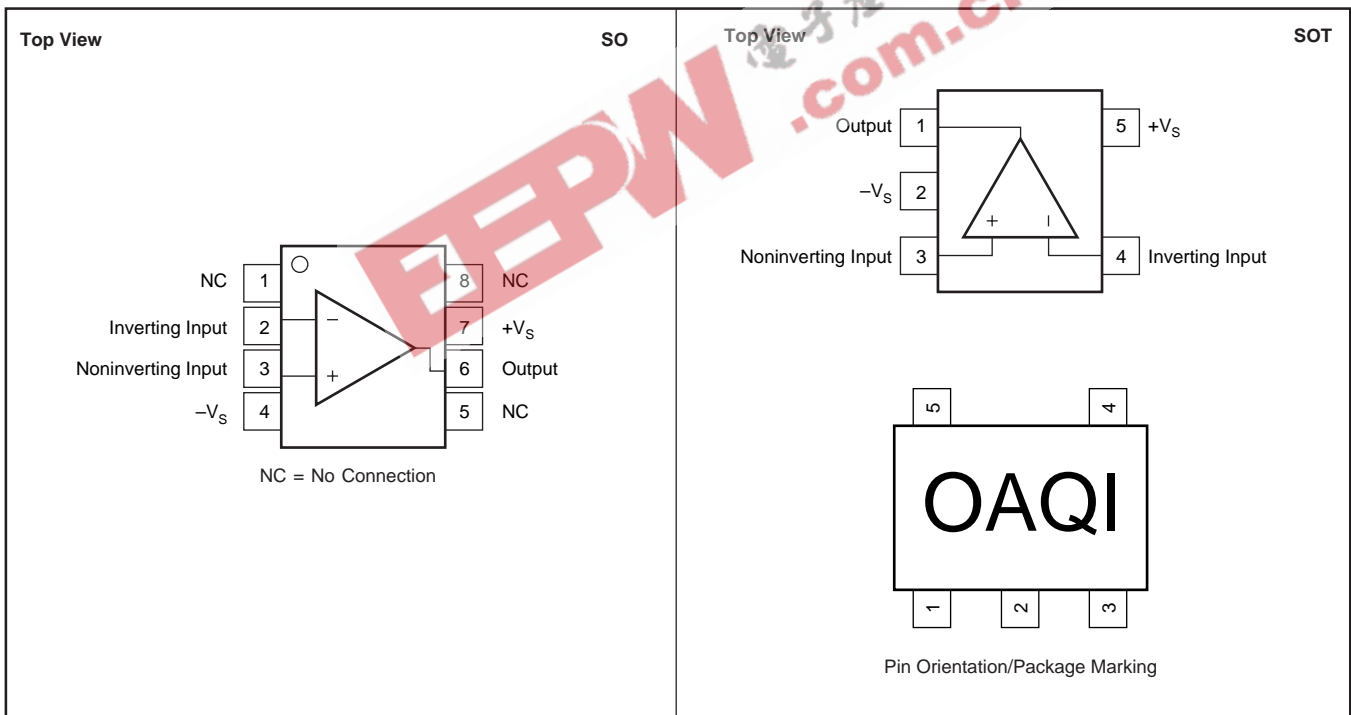 Top View
SO
NC 1
Inverting Input 2
Noninverting Input 3
–VS 4
8 NC
7 +VS
6 Output
5 NC
−
+
NC = No Connection
Top View
SOT
Output 1
–VS 2
Noninverting Input 3
5 +VS
4 Inverting Input
+ −
5 4
OAQI
1 2 3
Pin Orientation/Package Marking
EEPW
.com.c